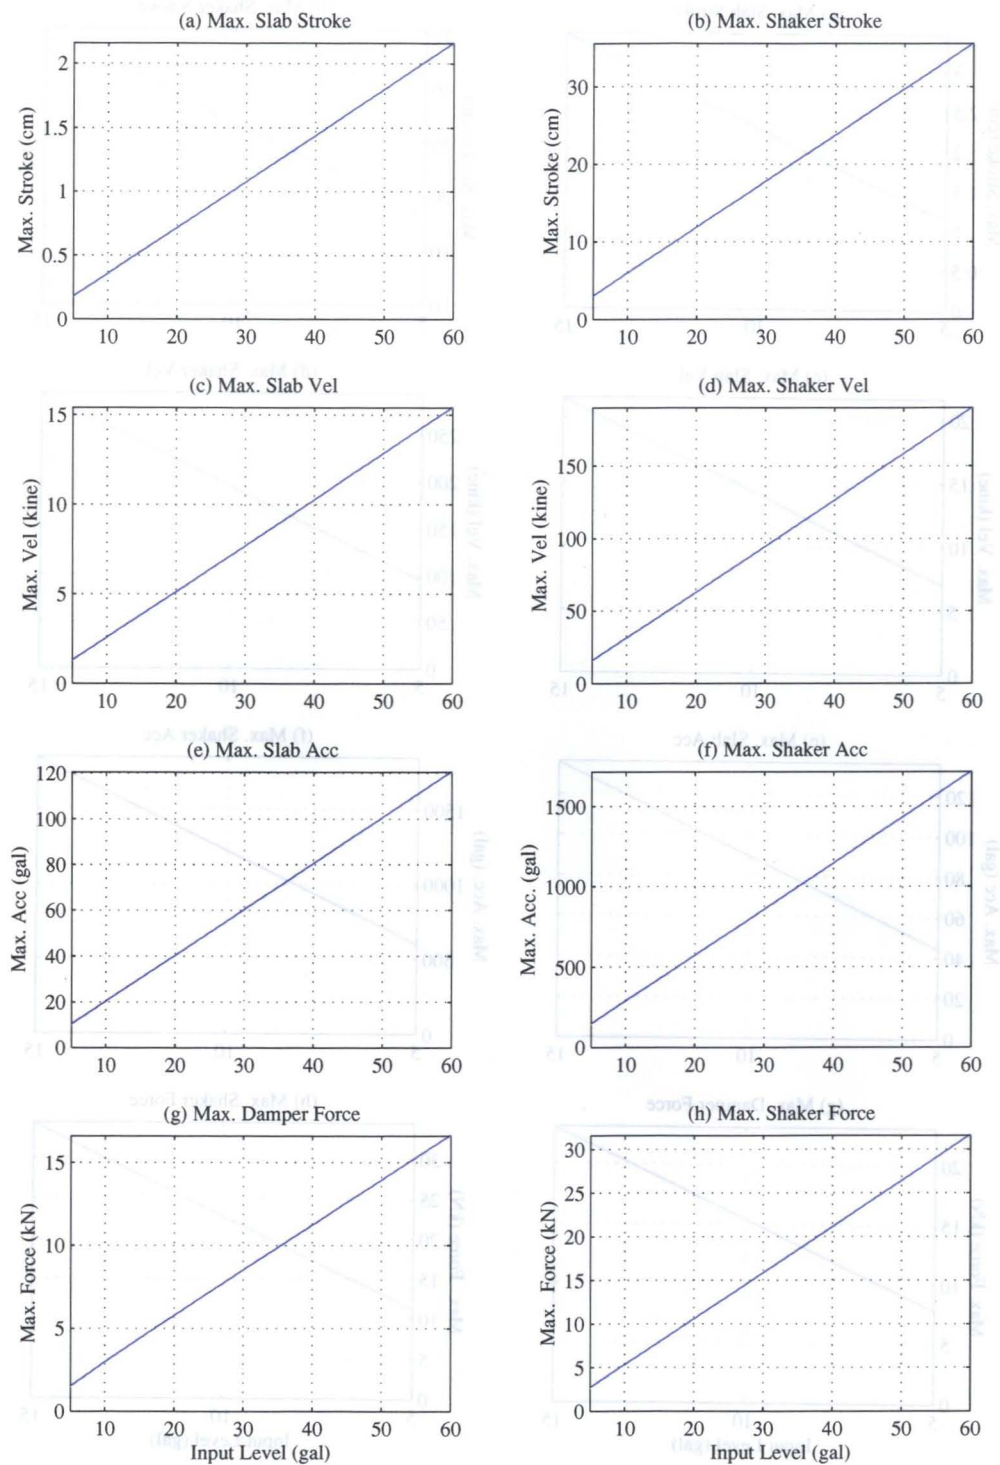 (a) Max. Slab Stroke
Max. Stroke (cm)
2
1.5
1
0.5
0
10 20 30 40 50 60
(b) Max. Shaker Stroke
Max. Stroke (cm)
30
20
10
0
10 20 30 40 50 60
(c) Max. Slab Vel
Max. Vel (kine)
15
10
5
0
10 20 30 40 50 60
(d) Max. Shaker Vel
Max. Vel (kine)
150
100
50
0
10 20 30 40 50 60
(e) Max. Slab Acc
Max. Acc (gal)
120
100
80
60
40
20
0
10 20 30 40 50 60
(f) Max. Shaker Acc
Max. Acc. (gal)
1500
1000
500
0
10 20 30 40 50 60
(g) Max. Damper Force
Max. Force (kN)
15
10
5
0
10 20 30 40 50 60
Input Level (gal)
(h) Max. Shaker Force
Max. Force (kN)
30
25
20
15
10
5
0
10 20 30 40 50 60
Input Level (gal)